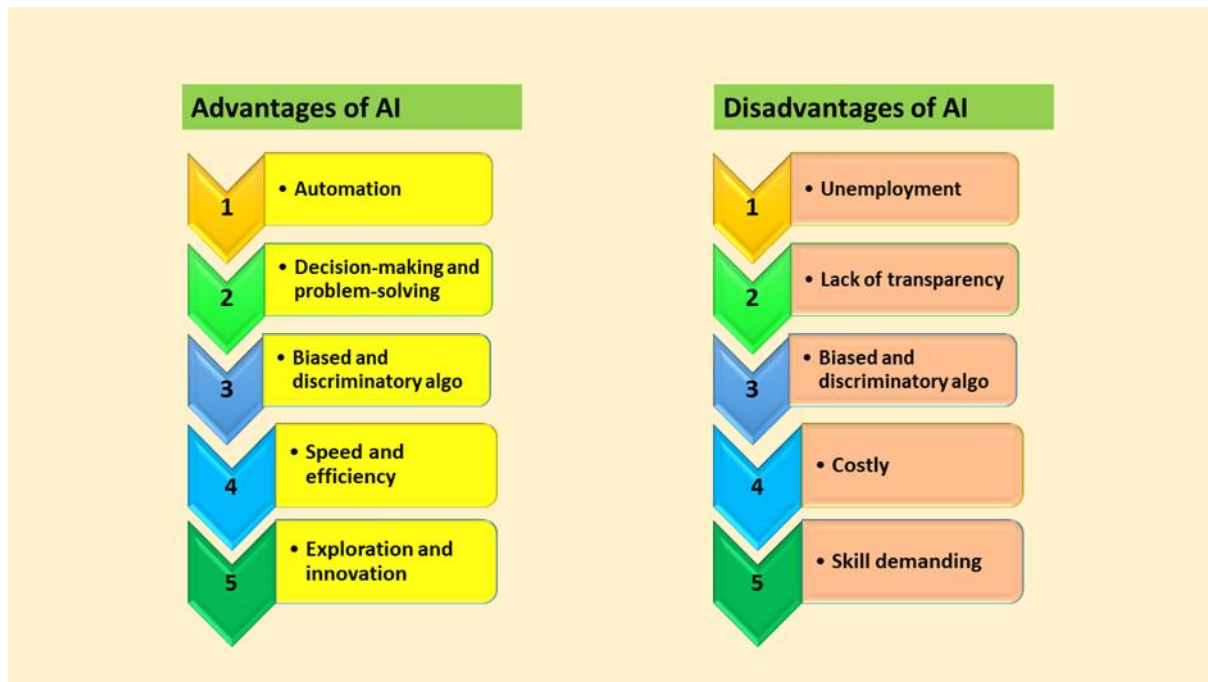 Advantages of AI
1
• Automation
2
• Decision-making and
problem-solving
3
• Biased and
discriminatory algo
4
• Speed and
efficiency
5
• Exploration and
innovation
Disadvantages of AI
1
• Unemployment
2
• Lack of transparency
3
• Biased and
discriminatory algo
4
• Costly
5
• Skill demanding